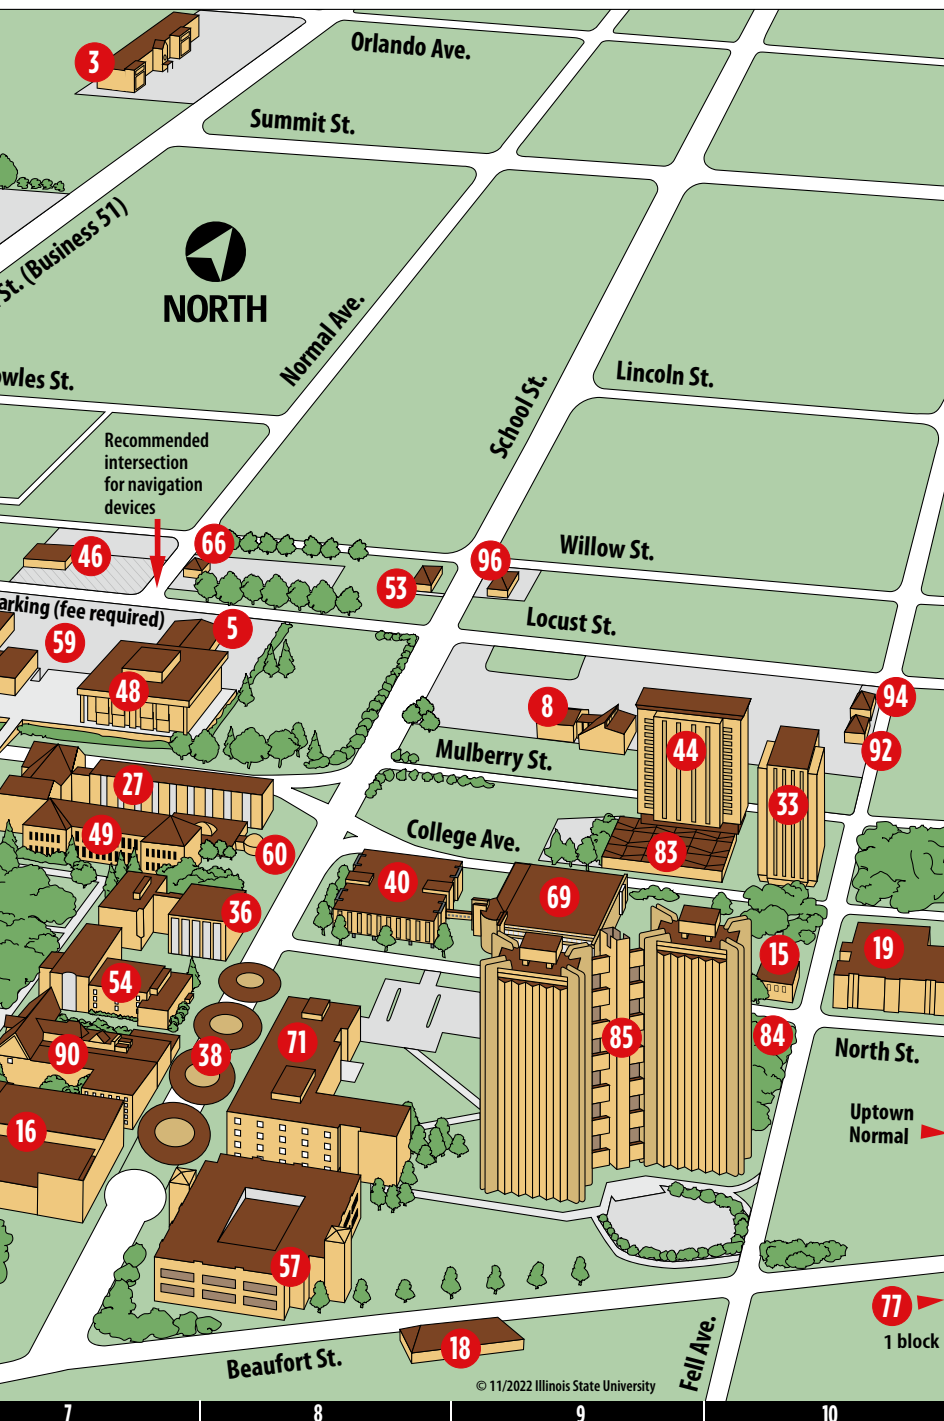 Orlando Ave.
3
Summit St.
St. (Business 51)
NORTH
Normal Ave.
owles St.
Lincoln St.
School St.
Recommended
intersection
for navigation
devices
46
66
53
96
Willow St.
arking (fee required)
59
5
Locust St.
48
8
94
44
92
Mulberry St.
27
33
49
60
College Ave.
83
40
69
36
15
19
54
38
71
85
84
90
North St.
Uptown
Normal
16
57
77
1 block
18
Beaufort St.
Fell Ave.
© 11/2022 Illinois State University
7
8
9
10